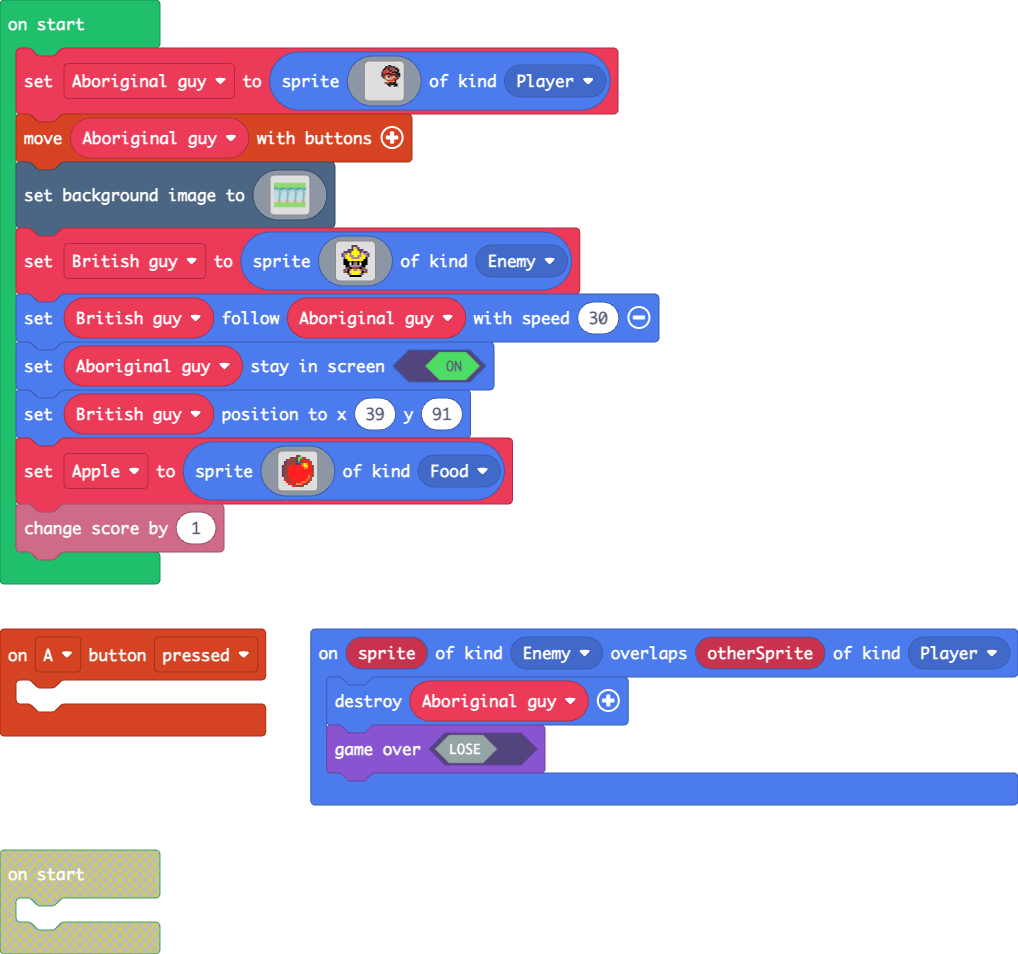 on start
set Aboriginal guy to sprite of kind Player
move Aboriginal guy with buttons
set background image to
set British guy to sprite of kind Enemy
set British guy follow Aboriginal guy with speed 30
set Aboriginal guy stay in screen ON
set British guy position to x 39 y 91
set Apple to sprite of kind Food
change score by 1
on A button pressed
on sprite of kind Enemy overlaps otherSprite of kind Player
destroy Aboriginal guy
game over LOSE
on start